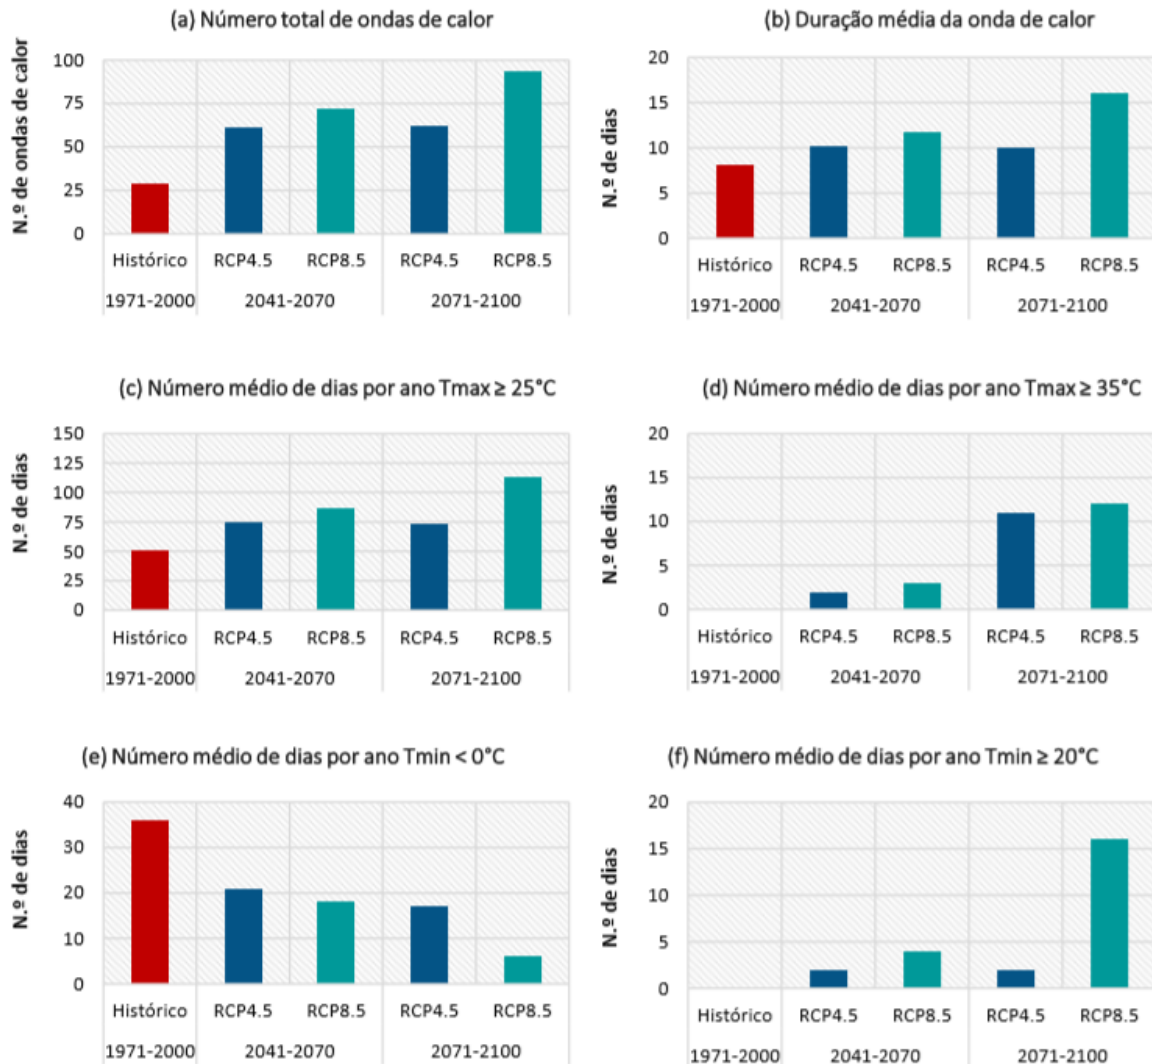 (a) Número total de ondas de calor
N.º de ondas de calor
100
75
50
25
0
Histórico RCP4.5 RCP8.5 RCP4.5 RCP8.5
1971-2000 2041-2070 2071-2100
(b) Duração média da onda de calor
N.º de dias
20
15
10
5
0
Histórico RCP4.5 RCP8.5 RCP4.5 RCP8.5
1971-2000 2041-2070 2071-2100
(c) Número médio de dias por ano Tmax ≥ 25°C
N.º de dias
150
125
100
75
50
25
0
Histórico RCP4.5 RCP8.5 RCP4.5 RCP8.5
1971-2000 2041-2070 2071-2100
(d) Número médio de dias por ano Tmax ≥ 35°C
N.º de dias
20
15
10
5
0
Histórico RCP4.5 RCP8.5 RCP4.5 RCP8.5
1971-2000 2041-2070 2071-2100
(e) Número médio de dias por ano Tmin < 0°C
N.º de dias
40
30
20
10
0
Histórico RCP4.5 RCP8.5 RCP4.5 RCP8.5
1971-2000 2041-2070 2071-2100
(f) Número médio de dias por ano Tmin ≥ 20°C
N.º de dias
20
15
10
5
0
Histórico RCP4.5 RCP8.5 RCP4.5 RCP8.5
1971-2000 2041-2070 2071-2100